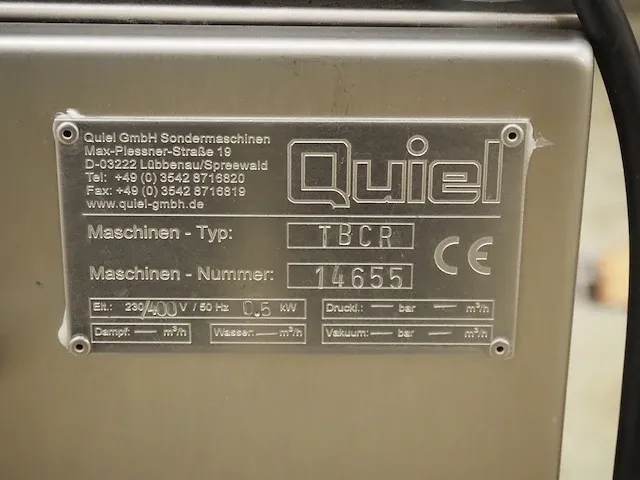 Quiel GmbH Sondermaschinen
Max-Plessner-Straße 19
D-03222 Lübbenau/Spreewald
Tel: +49 (0) 3542 8716820
Fax: +49 (0) 3542 8716819
www.quiel-gmbh.de
Quiel
Maschinen - Typ: TBCR
Maschinen - Nummer: 14655
CE
Elt.: 230/400 V / 50 Hz 0.5 kW
Druckl.: — bar — m³/h
Dampf: — m³/h
Wasser: — m³/h
Vakuum: — bar — m³/h